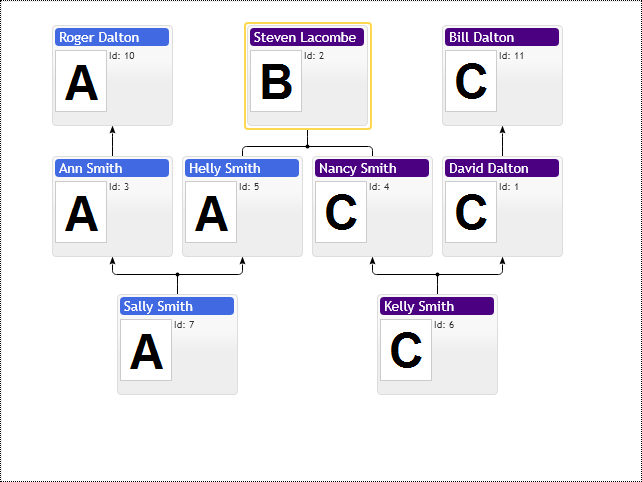 Roger Dalton
Id: 10
A
Steven Lacombe
Id: 2
B
Bill Dalton
Id: 11
C
Ann Smith
Id: 3
A
Helly Smith
Id: 5
A
Nancy Smith
Id: 4
C
David Dalton
Id: 1
C
Sally Smith
Id: 7
A
Kelly Smith
Id: 6
C